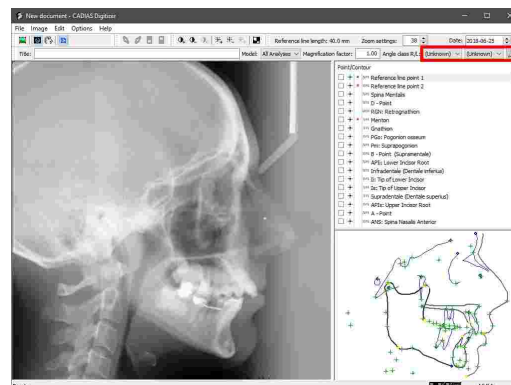 New document - CADIAS Digitizer
File Image Edit Options Help
Reference line length: 40.0 mm Zoom settings: 38 Date: 2018-06-25
Title: Model: All Analyses Magnification factor: 1.00 Angle class R/L: (Unknown) (Unknown)
Point/Contour
Reference line point 1
Reference line point 2
Spina Mentalis
D - Point
RGN: Retrognathion
Menton
Gnathion
PGo: Pogonion osseum
Pm: Suprapogonion
B - Point (Supramentale)
APIi: Lower Incisor Root
Infradentale (Dentale inferius)
Ii: Tip of Lower Incisor
Is: Tip of Upper Incisor
Supradentale (Dentale superius)
APIs: Upper Incisor Root
A - Point
ANS: Spina Nasalis Anterior